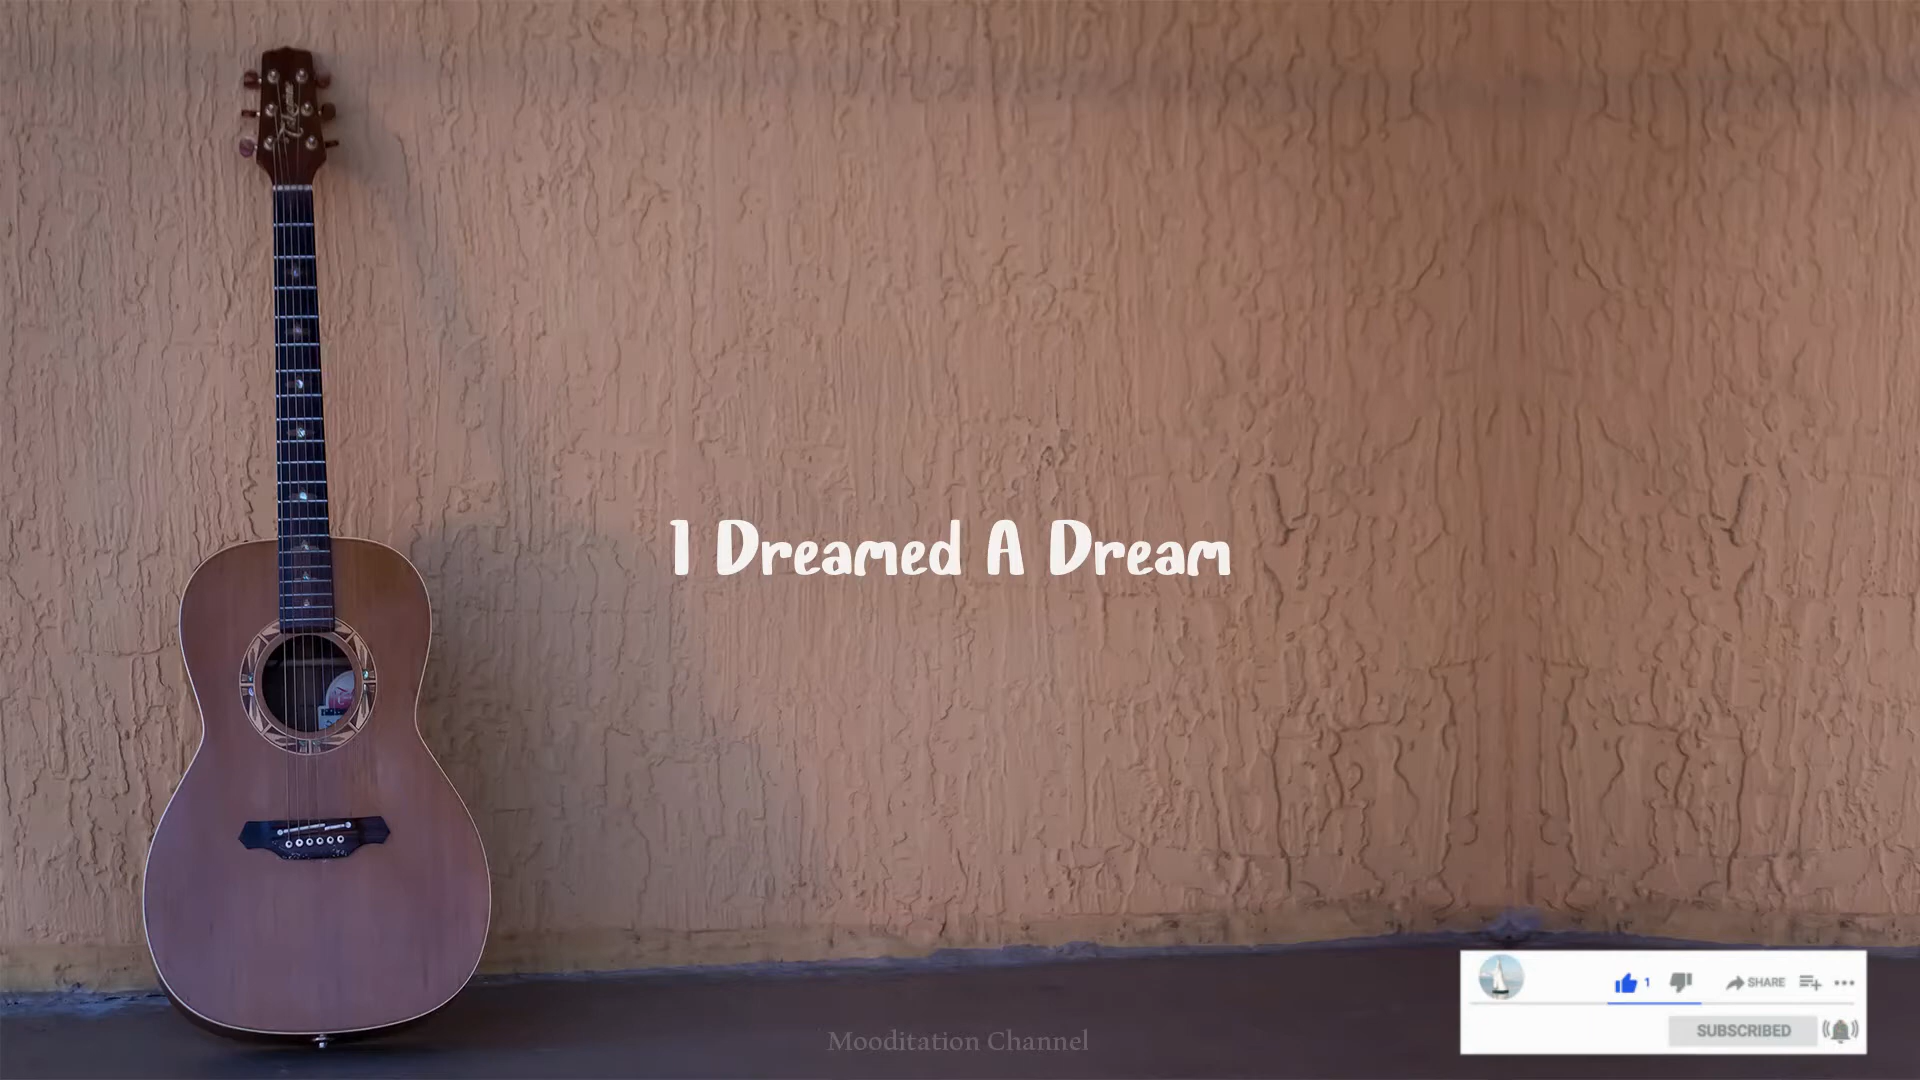 I Dreamed A Dream
1
SHARE
SUBSCRIBED
Mooditation Channel